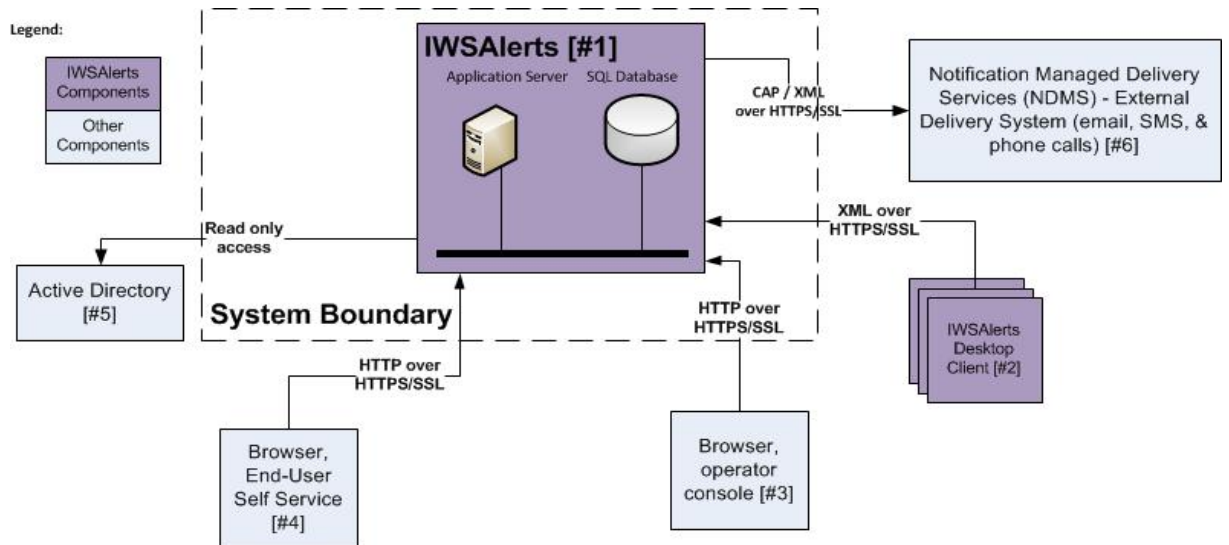 Legend:
IWSAlerts
Components
Other
Components
IWSAlerts [#1]
Application Server
SQL Database
CAP / XML
over HTTPS/SSL
Notification Managed Delivery
Services (NDMS) - External
Delivery System (email, SMS, &
phone calls) [#6]
Read only
access
XML over
HTTPS/SSL
Active Directory
[#5]
System Boundary
HTTP over
HTTPS/SSL
IWSAlerts
Desktop
Client [#2]
HTTP over
HTTPS/SSL
Browser,
End-User
Self Service
[#4]
Browser,
operator
console [#3]